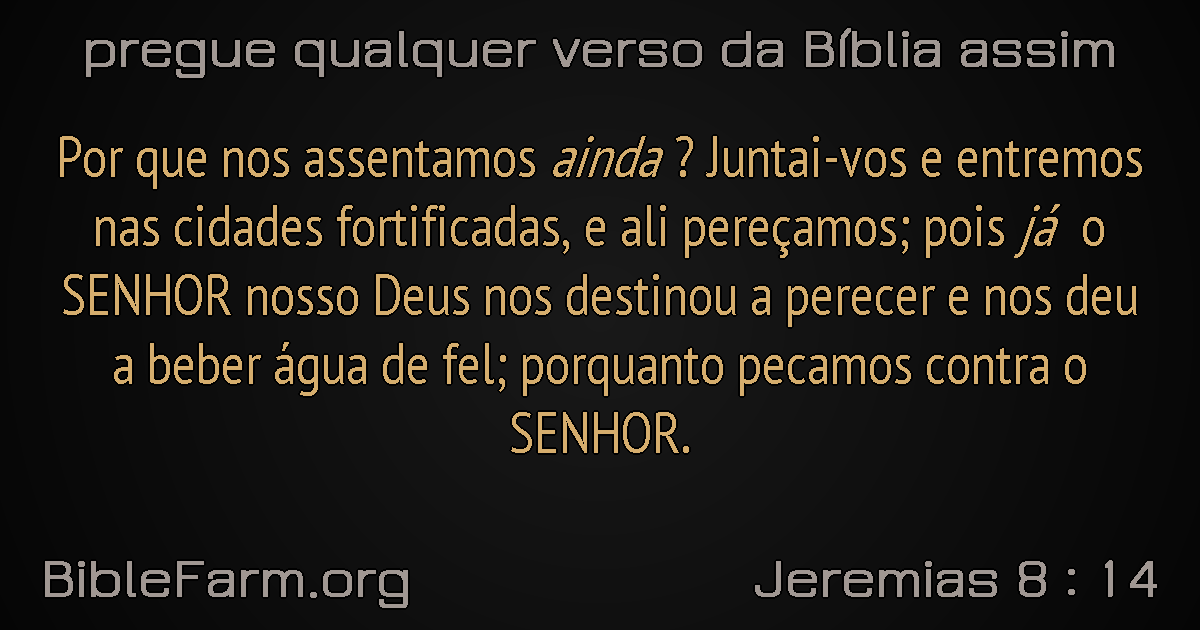 pregue qualquer verso da Bíblia assim
Por que nos assentamos ainda ? Juntai-vos e entremos
nas cidades fortificadas, e ali pereçamos; pois já o
SENHOR nosso Deus nos destinou a perecer e nos deu
a beber água de fel; porquanto pecamos contra o
SENHOR.
BibleFarm.org
Jeremias 8 : 14